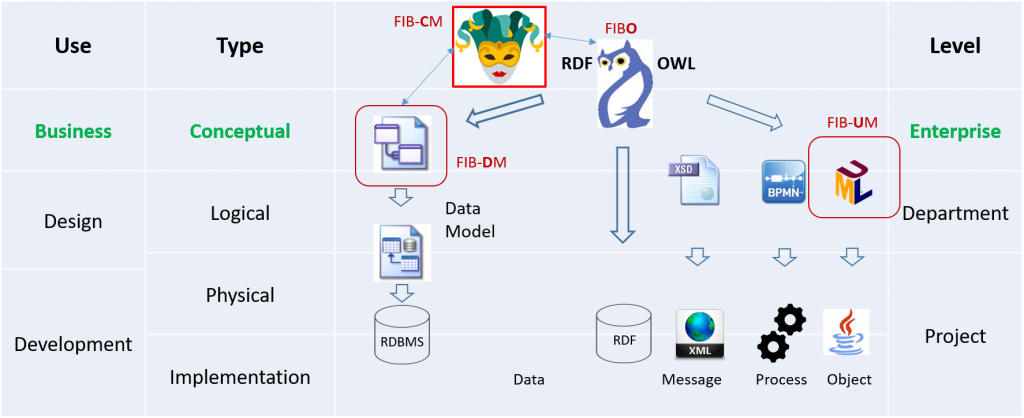 FIB-CM
FIBO
Use
Type
RDF
OWL
Level
Business
Conceptual
FIB-DM
FIB-UM
Enterprise
XSD
BPMN
UML
Design
Logical
Data
Model
Department
Physical
Development
RDBMS
RDF
XML
Project
Implementation
Data
Message
Process
Object